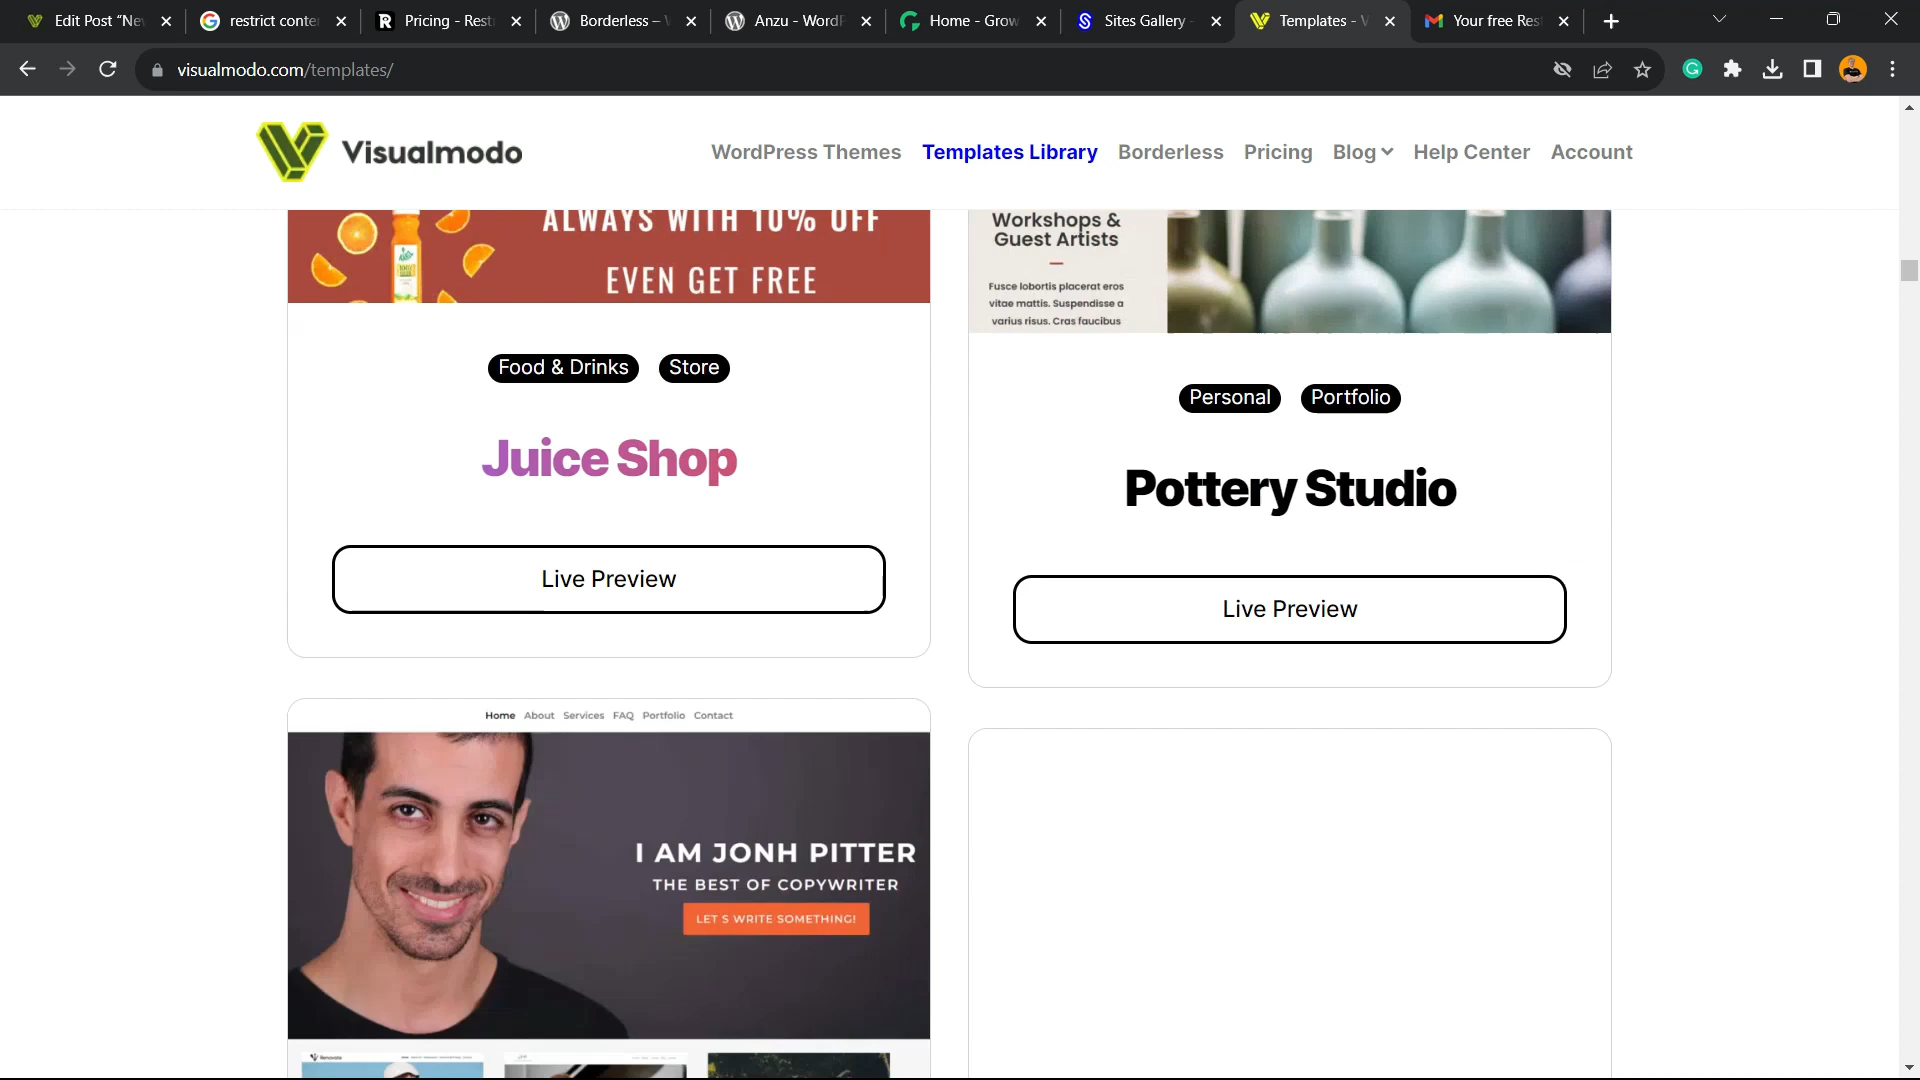 Edit Post “Ne
restrict conte
Pricing - Rest
Borderless –
Anzu - WordP
Home - Grow
Sites Gallery -
Templates - V
Your free Res
visualmodo.com/templates/
Visualmodo
WordPress Themes
Templates Library
Borderless
Pricing
Blog
Help Center
Account
ALWAYS WITH 10% OFF
EVEN GET FREE
Workshops &
Guest Artists
Fusce lobortis placerat eros
vitae mattis. Suspendisse a
varius risus. Cras faucibus
Food & Drinks
Store
Personal
Portfolio
Juice Shop
Pottery Studio
Live Preview
Live Preview
Home About Services FAQ Portfolio Contact
I AM JONH PITTER
THE BEST OF COPYWRITER
LET S WRITE SOMETHING!
Renovate